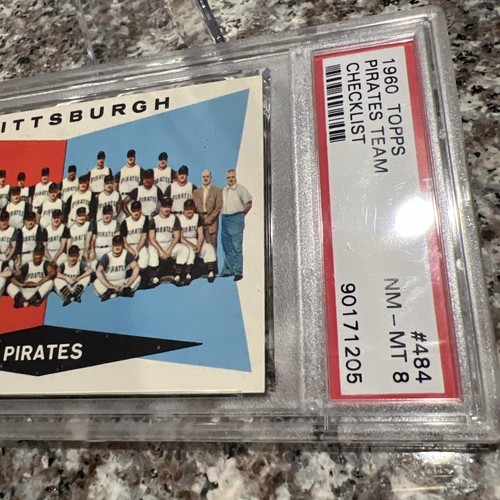 ITTSBURGH
PIRATES
1960 TOPPS
PIRATES TEAM
CHECKLIST
#484
NM-MT 8
90171205